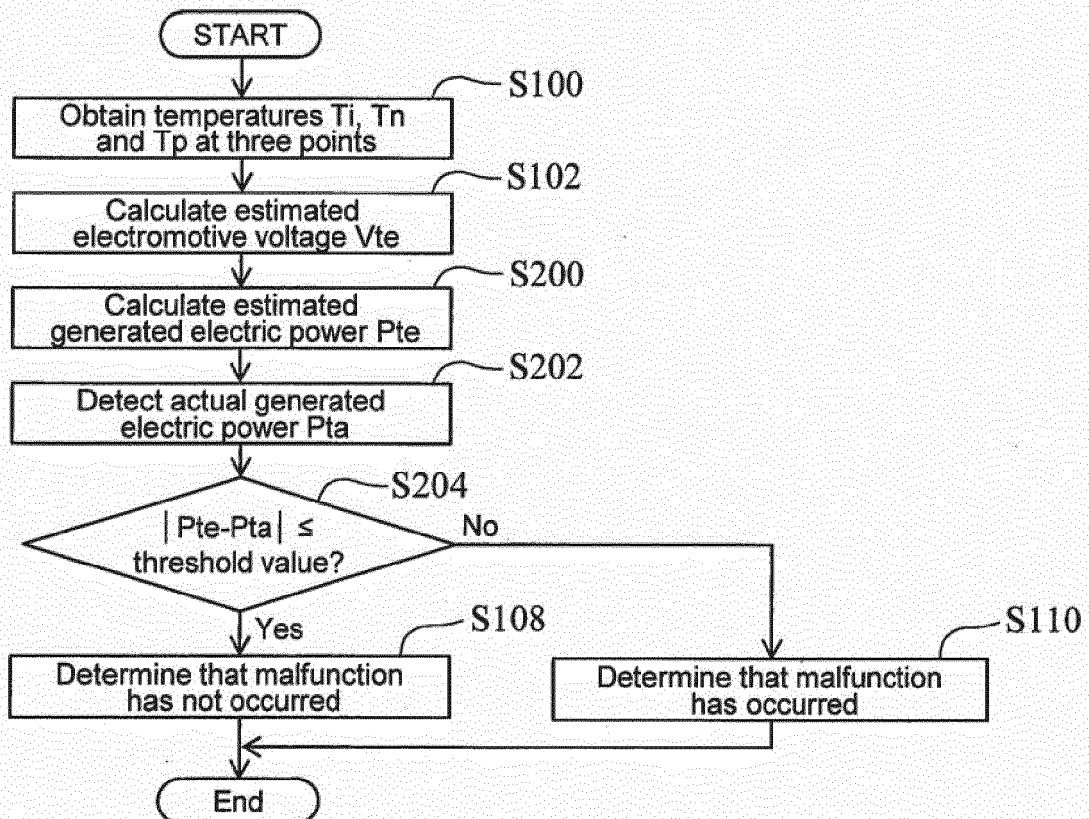 START
S100
Obtain temperatures Ti, Tn
and Tp at three points
S102
Calculate estimated
electromotive voltage Vte
S200
Calculate estimated
generated electric power Pte
S202
Detect actual generated
electric power Pta
S204
|Pte-Pta| ≤
threshold value?
No
Yes
S108
Determine that malfunction
has not occurred
S110
Determine that malfunction
has occurred
End